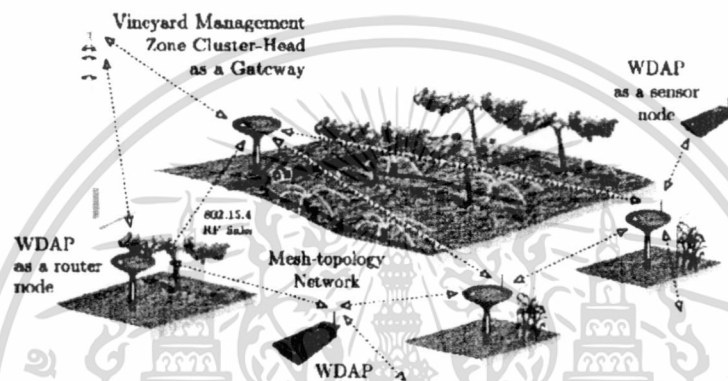 Vineyard Management
Zone Cluster-Head
as a Gateway
WDAP
as a sensor
node
802.15.4
RF
WDAP
as a router
node
Mesh-topology
Network
WDAP